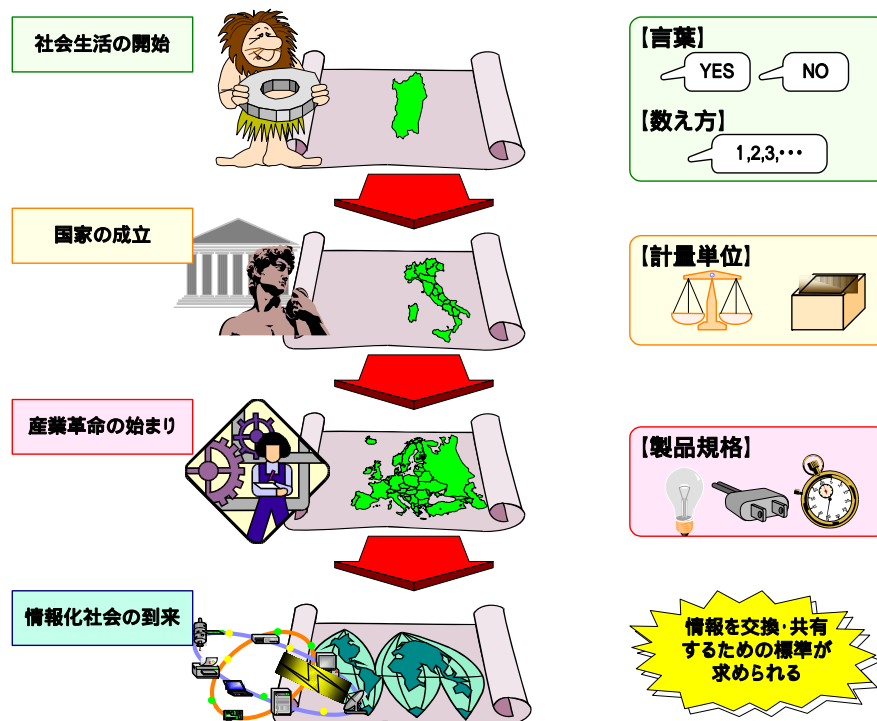 社会生活の開始
【言葉】
YES
NO
【数え方】
1,2,3,･･･
国家の成立
【計量単位】
産業革命の始まり
【製品規格】
情報化社会の到来
情報を交換･共有
するための標準が
求められる